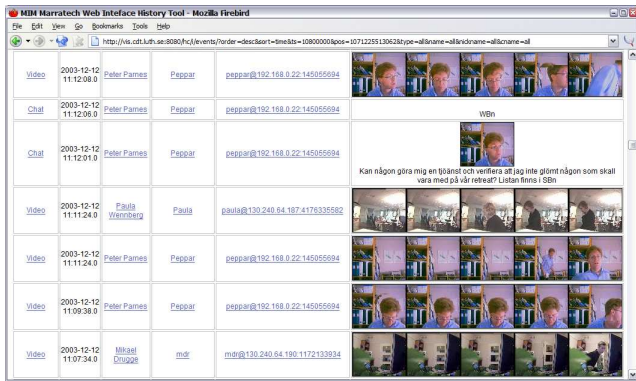 MIM Marratech Web Inteface History Tool - Mozilla Firebird
File Edit View Go Bookmarks Tools Help
http://vis.cdt.luth.se:8080/hc/i/events/?order=desc&sort=time&ts=10800000&pos=1071225513062&type=all&name=all&nickname=all&cname=all
Video 2003-12-12 11:12:08.0 Peter Parnes Peppar peppar@192.168.0.22:145055694
Chat 2003-12-12 11:12:06.0 Peter Parnes Peppar peppar@192.168.0.22:145055694 WBn
Chat 2003-12-12 11:12:01.0 Peter Parnes Peppar peppar@192.168.0.22:145055694
Kan någon göra mig en tjöänst och verifiera att jag inte glömt någon som skall
vara med på vår retreat? Listan finns i SBn
Video 2003-12-12 11:11:24.0 Paula Wennberg Paula paula@130.240.64.187:4176335582
Video 2003-12-12 11:11:24.0 Peter Parnes Peppar peppar@192.168.0.22:145055694
Video 2003-12-12 11:09:38.0 Peter Parnes Peppar peppar@192.168.0.22:145055694
Video 2003-12-12 11:07:34.0 Mikael Drugge mdr mdr@130.240.64.190:1172133934